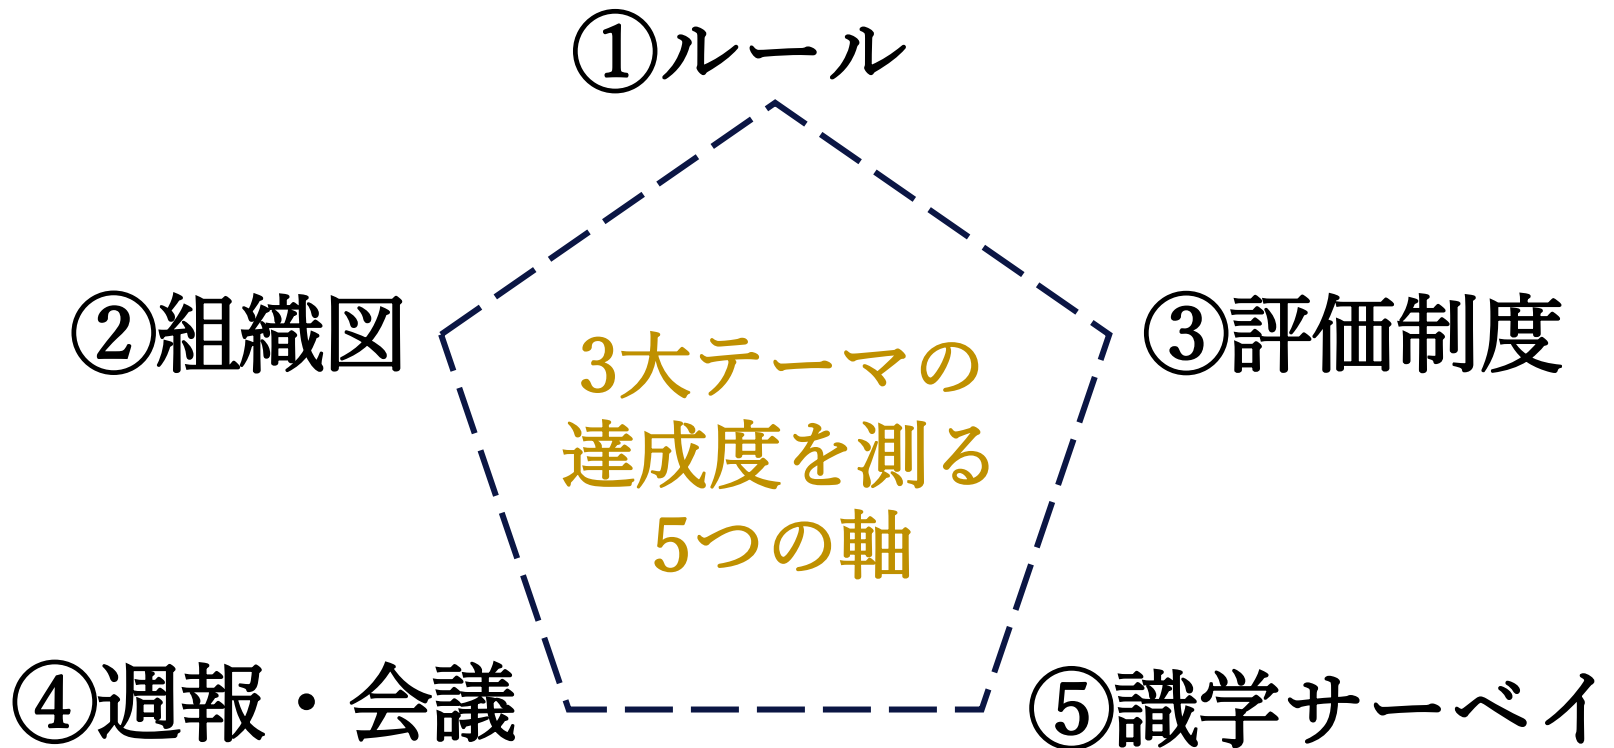 ①ルール
②組織図
③評価制度
3大テーマの
達成度を測る
5つの軸
④週報・会議
⑤識学サーベイ